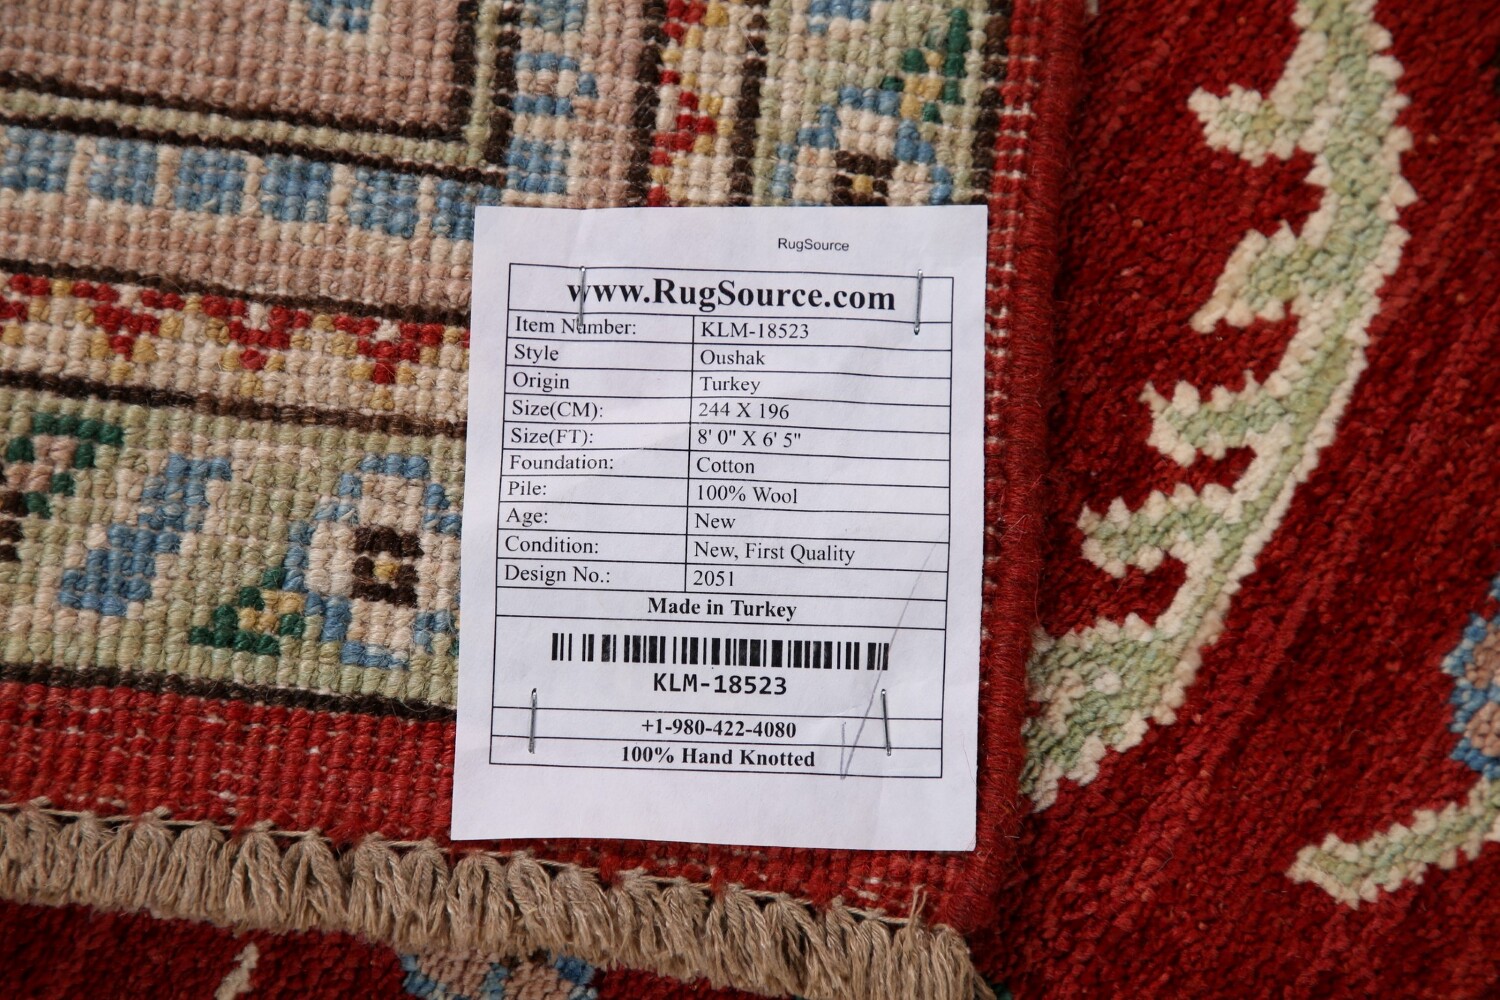 RugSource
www.RugSource.com
Item Number: KLM-18523
Style Oushak
Origin Turkey
Size(CM): 244 X 196
Size(FT): 8' 0" X 6' 5"
Foundation: Cotton
Pile: 100% Wool
Age: New
Condition: New, First Quality
Design No.: 2051
Made in Turkey
KLM-18523
+1-980-422-4080
100% Hand Knotted